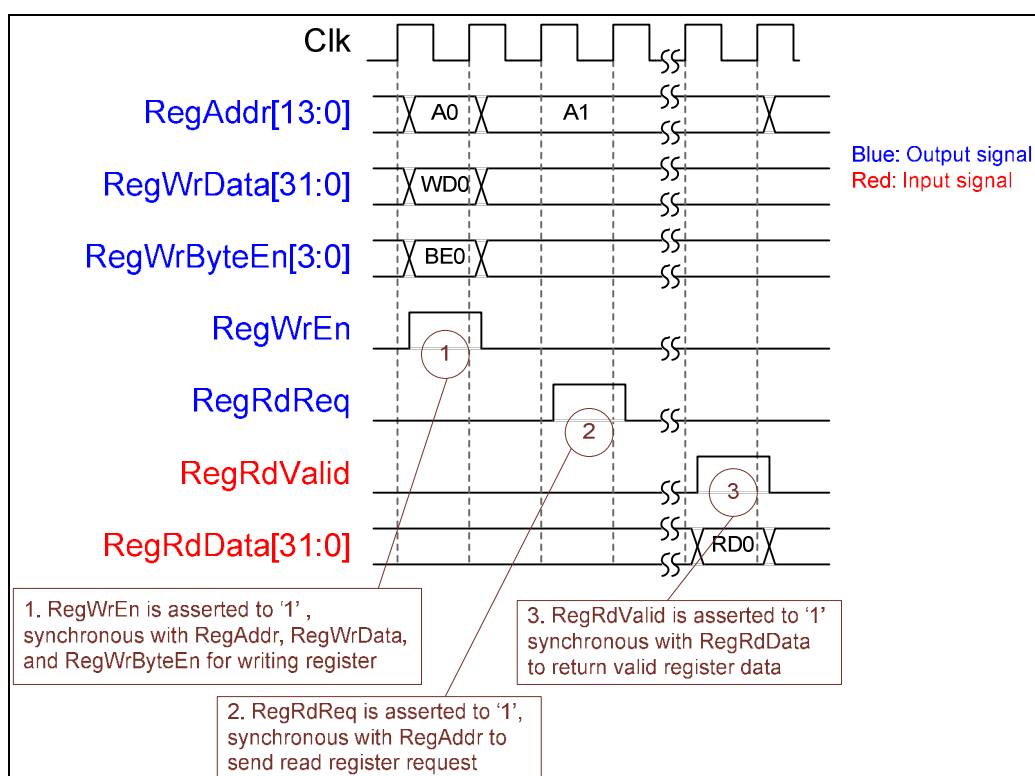 Clk
RegAddr[13:0]
A0
A1
Blue: Output signal
Red: Input signal
RegWrData[31:0]
WD0
RegWrByteEn[3:0]
BE0
RegWrEn
1
RegRdReq
2
RegRdValid
3
RegRdData[31:0]
RD0
1. RegWrEn is asserted to ‘1’ ,
synchronous with RegAddr, RegWrData,
and RegWrByteEn for writing register
3. RegRdValid is asserted to ‘1’
synchronous with RegRdData
to return valid register data
2. RegRdReq is asserted to ‘1’,
synchronous with RegAddr to
send read register request